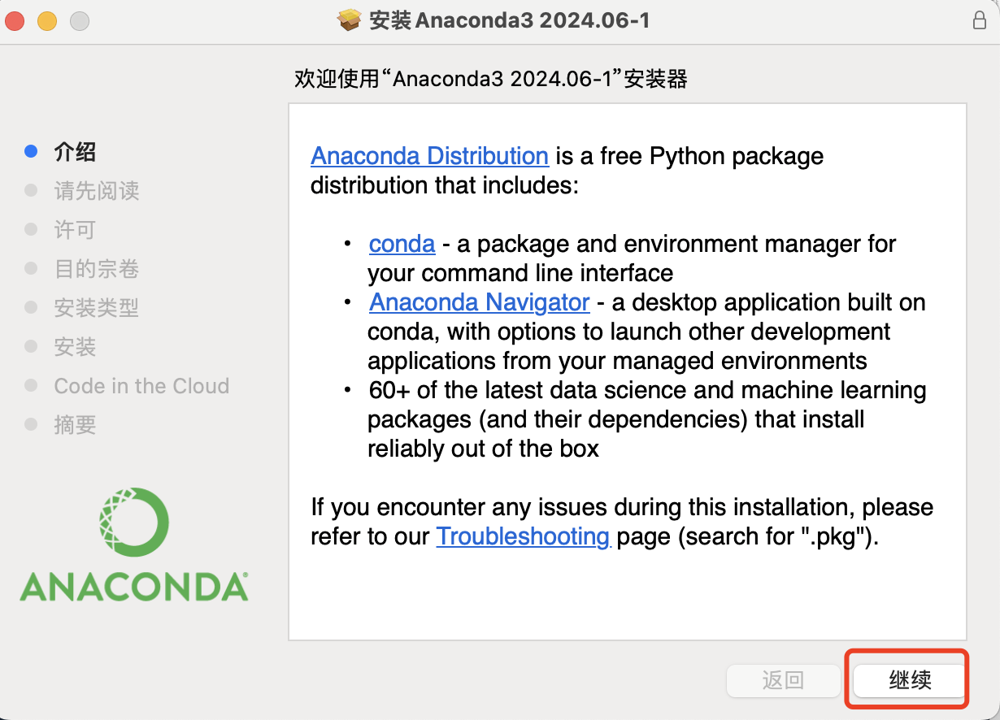 安装 Anaconda3 2024.06-1
欢迎使用“Anaconda3 2024.06-1”安装器
介绍
请先阅读
许可
目的宗卷
安装类型
安装
Code in the Cloud
摘要
ANACONDA®
Anaconda Distribution is a free Python package
distribution that includes:
• conda - a package and environment manager for
your command line interface
• Anaconda Navigator - a desktop application built on
conda, with options to launch other development
applications from your managed environments
• 60+ of the latest data science and machine learning
packages (and their dependencies) that install
reliably out of the box
If you encounter any issues during this installation, please
refer to our Troubleshooting page (search for ".pkg").
返回
继续